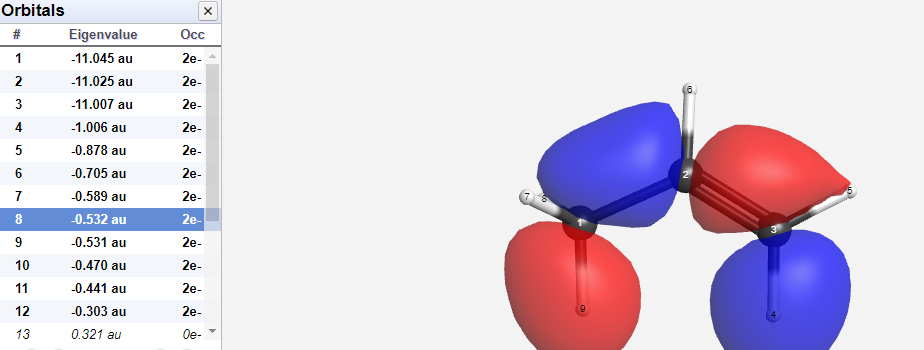 Orbitals ×
# Eigenvalue Occ
1 -11.045 au 2e-
2 -11.025 au 2e-
3 -11.007 au 2e-
4 -1.006 au 2e-
5 -0.878 au 2e-
6 -0.705 au 2e-
7 -0.589 au 2e-
8 -0.532 au 2e-
9 -0.531 au 2e-
10 -0.470 au 2e-
11 -0.441 au 2e-
12 -0.303 au 2e-
13 0.321 au 0e-
6
2
5
7
8
1
3
9
4